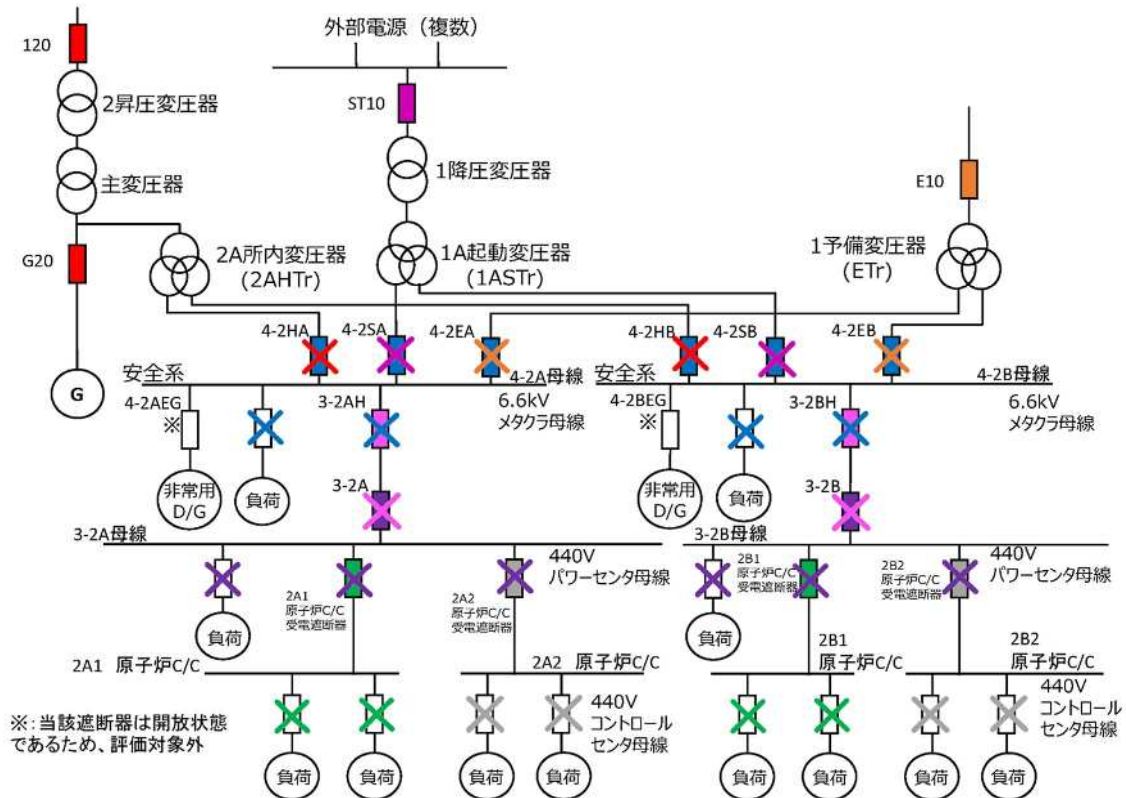 外部電源（複数）
120
ST10
2昇圧変圧器
1降圧変圧器
主変圧器
E10
G20
2A所内変圧器
(2AHTr)
1A起動変圧器
(1ASTr)
1予備変圧器
(ETr)
4-2HA
4-2SA
4-2EA
4-2HB
4-2SB
4-2EB
G
安全系
4-2A母線
安全系
4-2B母線
4-2AEG
※
3-2AH
6.6kV
メタクラ母線
4-2BEG
※
3-2BH
6.6kV
メタクラ母線
非常用
D/G
負荷
3-2A
非常用
D/G
負荷
3-2B
3-2A母線
3-2B母線
440V
パワーセンタ母線
440V
パワーセンタ母線
2A1
原子炉C/C
受電遮断器
2A2
原子炉C/C
受電遮断器
2B1
原子炉C/C
受電遮断器
2B2
原子炉C/C
受電遮断器
負荷
負荷
2A1 原子炉C/C
2A2 原子炉C/C
2B1
原子炉C/C
2B2
原子炉C/C
440V
コントロール
センタ母線
440V
コントロール
センタ母線
※:当該遮断器は開放状態
であるため、評価対象外
負荷
負荷
負荷
負荷
負荷
負荷
負荷
負荷